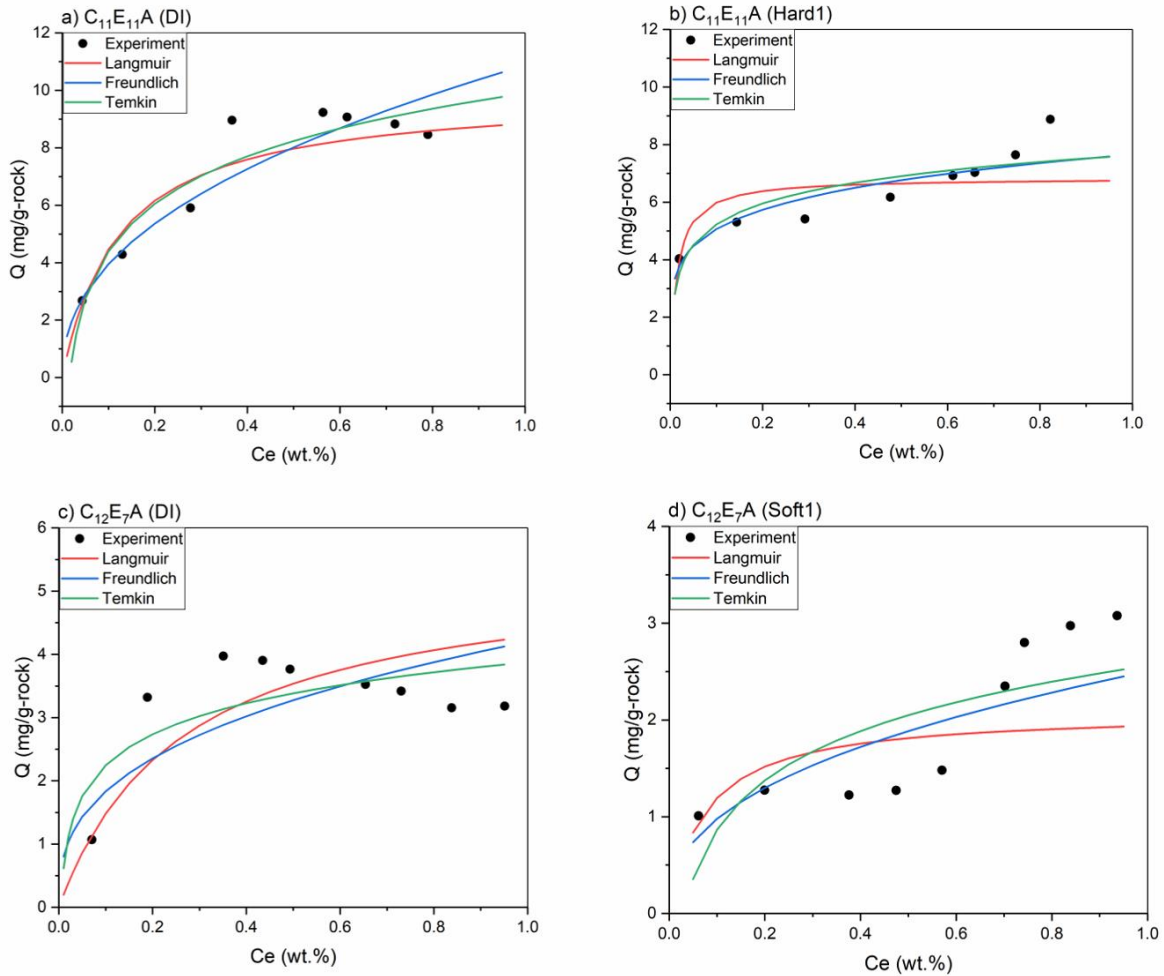 a) C₁₁E₁₁A (DI)
Experiment
Langmuir
Freundlich
Temkin
12
10
8
6
4
2
0
Q (mg/g-rock)
0.0 0.2 0.4 0.6 0.8 1.0
Ce (wt.%)
b) C₁₁E₁₁A (Hard1)
Experiment
Langmuir
Freundlich
Temkin
12
10
8
6
4
2
0
Q (mg/g-rock)
0.0 0.2 0.4 0.6 0.8 1.0
Ce (wt.%)
c) C₁₂E₇A (DI)
Experiment
Langmuir
Freundlich
Temkin
6
5
4
3
2
1
0
Q (mg/g-rock)
0.0 0.2 0.4 0.6 0.8 1.0
Ce (wt.%)
d) C₁₂E₇A (Soft1)
Experiment
Langmuir
Freundlich
Temkin
4
3
2
1
0
Q (mg/g-rock)
0.0 0.2 0.4 0.6 0.8 1.0
Ce (wt.%)